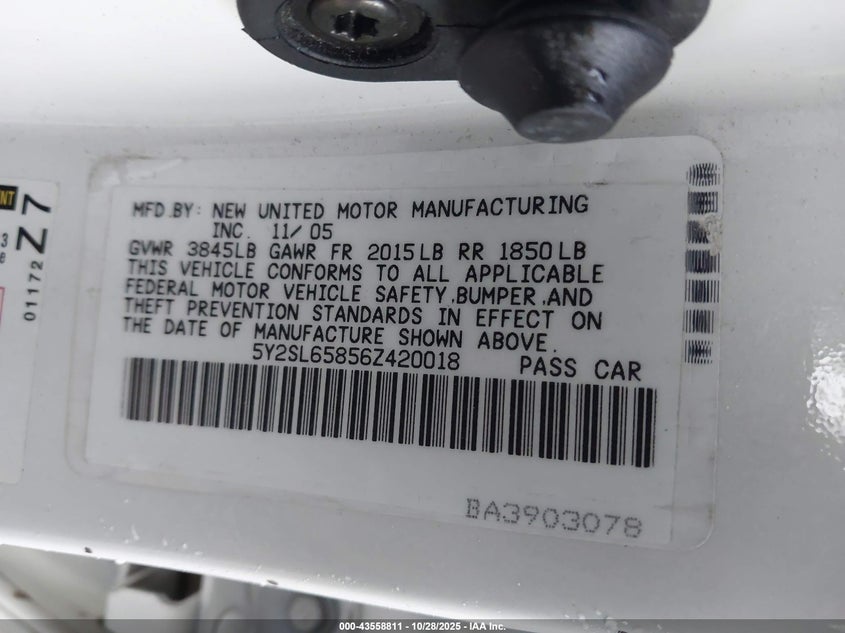 NT
3
e
01172
Z7
MFD.BY: NEW UNITED MOTOR MANUFACTURING
INC. 11/05
GVWR 3845LB GAWR FR 2015LB RR 1850LB
THIS VEHICLE CONFORMS TO ALL APPLICABLE
FEDERAL MOTOR VEHICLE SAFETY,BUMPER,AND
THEFT PREVENTION STANDARDS IN EFFECT ON
THE DATE OF MANUFACTURE SHOWN ABOVE.
5Y2SL65856Z420018 PASS CAR
BA3903078
000-43558811 - 10/28/2025 - IAA Inc.